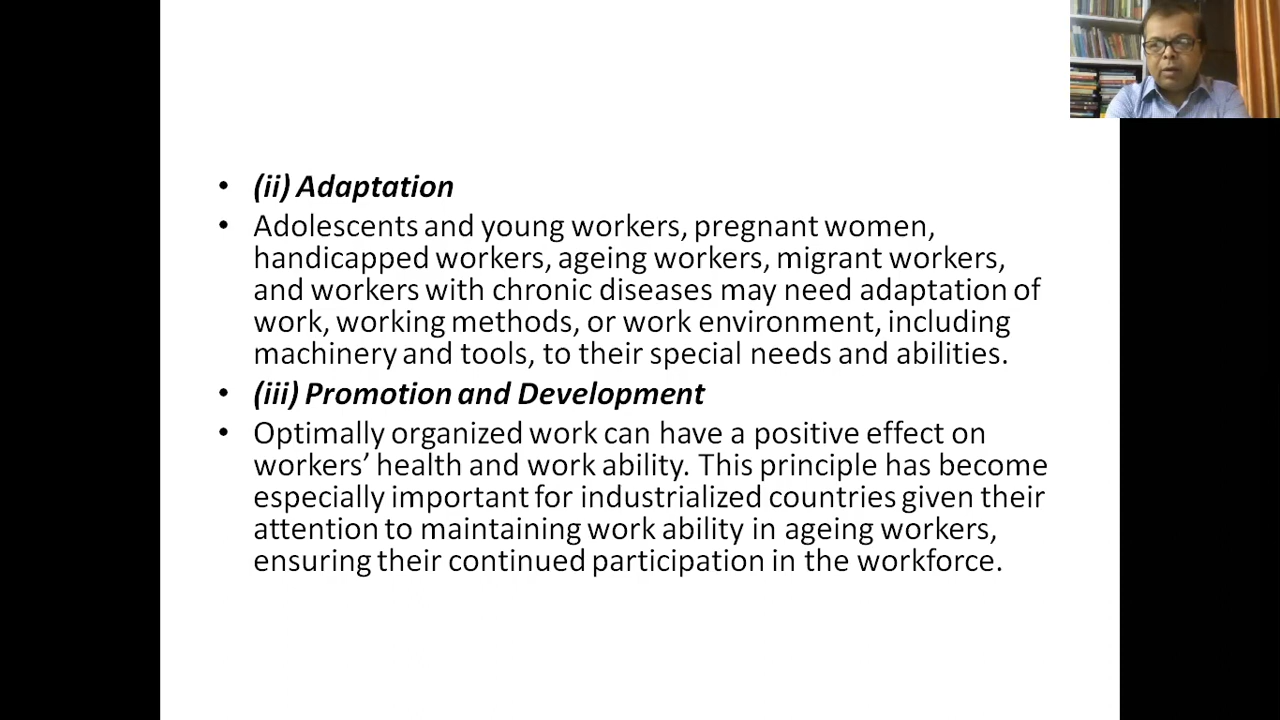 • (ii) Adaptation
• Adolescents and young workers, pregnant women,
handicapped workers, ageing workers, migrant workers,
and workers with chronic diseases may need adaptation of
work, working methods, or work environment, including
machinery and tools, to their special needs and abilities.
• (iii) Promotion and Development
• Optimally organized work can have a positive effect on
workers’ health and work ability. This principle has become
especially important for industrialized countries given their
attention to maintaining work ability in ageing workers,
ensuring their continued participation in the workforce.